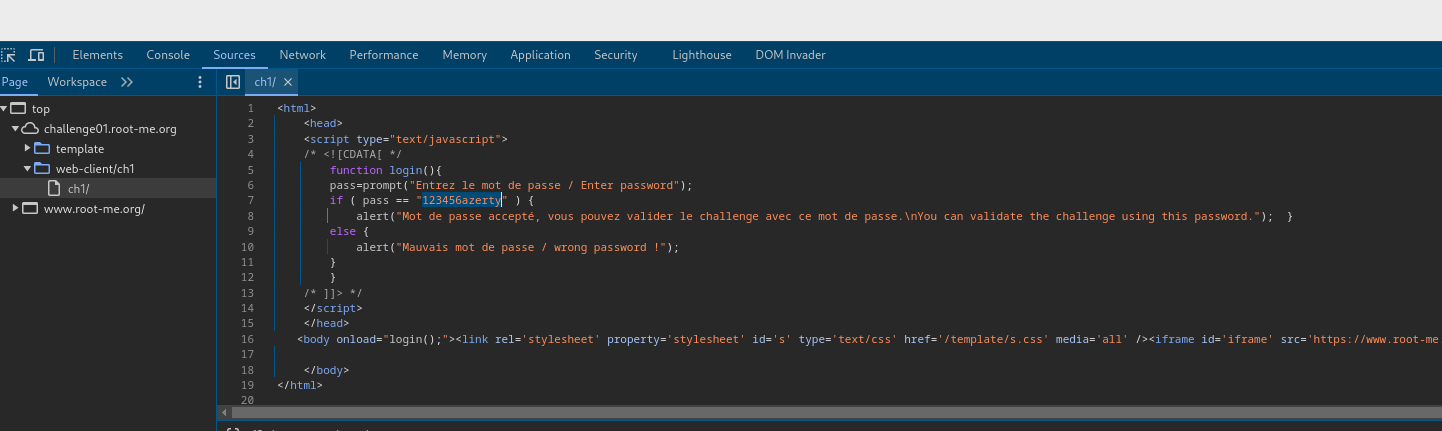 Elements Console Sources Network Performance Memory Application Security Lighthouse DOM Invader
Page Workspace ch1/
top
challenge01.root-me.org
template
web-client/ch1
ch1/
www.root-me.org/
1 <html>
2 <head>
3 <script type="text/javascript">
4 /* <![CDATA[ */
5 function login(){
6 pass=prompt("Entrez le mot de passe / Enter password");
7 if ( pass == "123456azerty" ) {
8 alert("Mot de passe accepté, vous pouvez valider le challenge avec ce mot de passe.\nYou can validate the challenge using this password."); }
9 else {
10 alert("Mauvais mot de passe / wrong password !");
11 }
12 }
13 /* ]]> */
14 </script>
15 </head>
16 <body onload="login();"><link rel='stylesheet' property='stylesheet' id='s' type='text/css' href='/template/s.css' media='all' /><iframe id='iframe' src='https://www.root-me
17
18 </body>
19 </html>
20